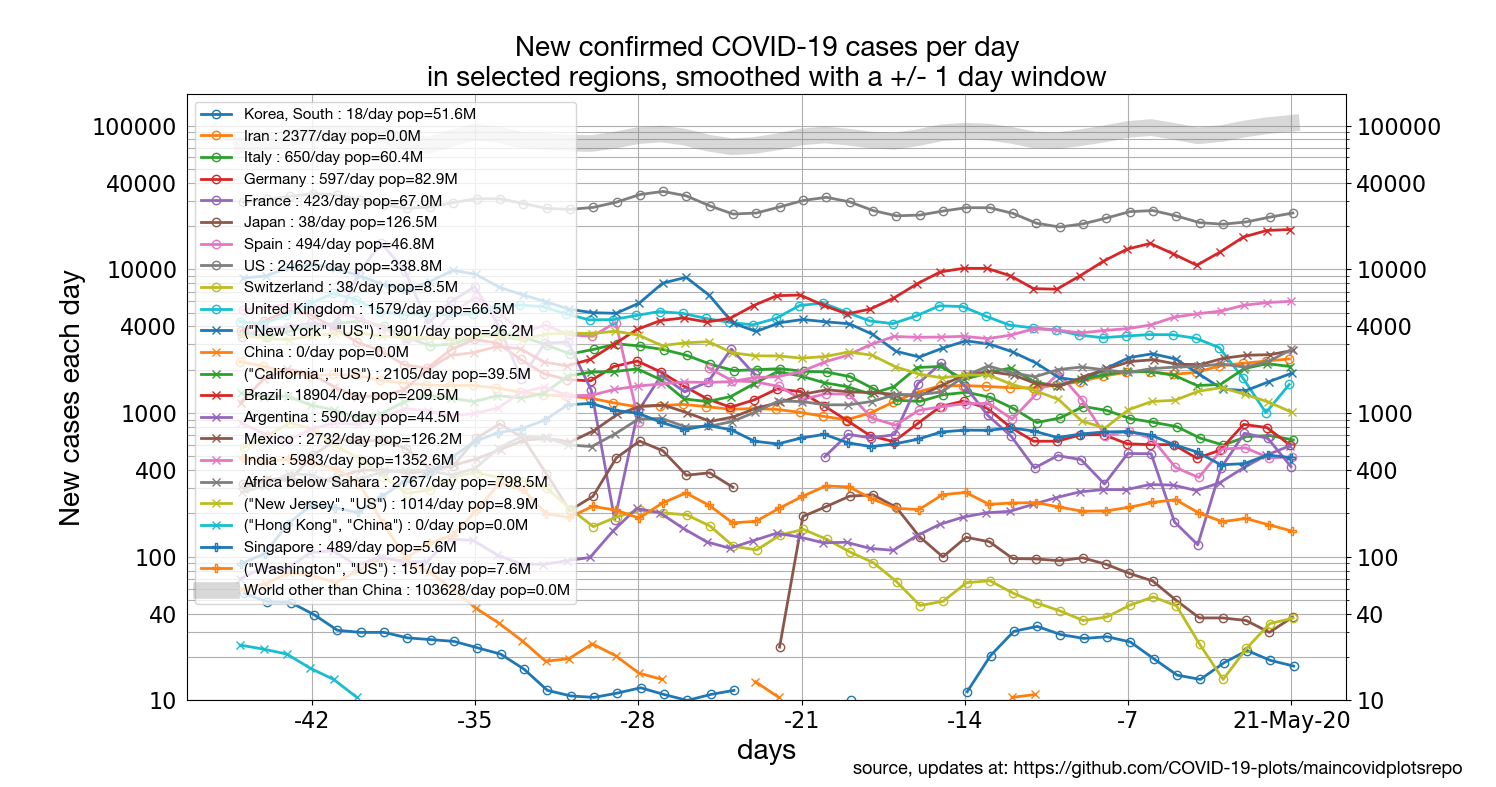 New confirmed COVID-19 cases per day
in selected regions, smoothed with a +/- 1 day window
New cases each day
100000
40000
10000
4000
1000
400
100
40
10
Korea, South : 18/day pop=51.6M
Iran : 2377/day pop=0.0M
Italy : 650/day pop=60.4M
Germany : 597/day pop=82.9M
France : 423/day pop=67.0M
Japan : 38/day pop=126.5M
Spain : 494/day pop=46.8M
US : 24625/day pop=338.8M
Switzerland : 38/day pop=8.5M
United Kingdom : 1579/day pop=66.5M
("New York", "US") : 1901/day pop=26.2M
China : 0/day pop=0.0M
("California", "US") : 2105/day pop=39.5M
Brazil : 18904/day pop=209.5M
Argentina : 590/day pop=44.5M
Mexico : 2732/day pop=126.2M
India : 5983/day pop=1352.6M
Africa below Sahara : 2767/day pop=798.5M
("New Jersey", "US") : 1014/day pop=8.9M
("Hong Kong", "China") : 0/day pop=0.0M
Singapore : 489/day pop=5.6M
("Washington", "US") : 151/day pop=7.6M
World other than China : 103628/day pop=0.0M
100000
40000
10000
4000
1000
400
100
40
10
-42 -35 -28 -21 -14 -7 21-May-20
days
source, updates at: https://github.com/COVID-19-plots/maincovidplotsrepo